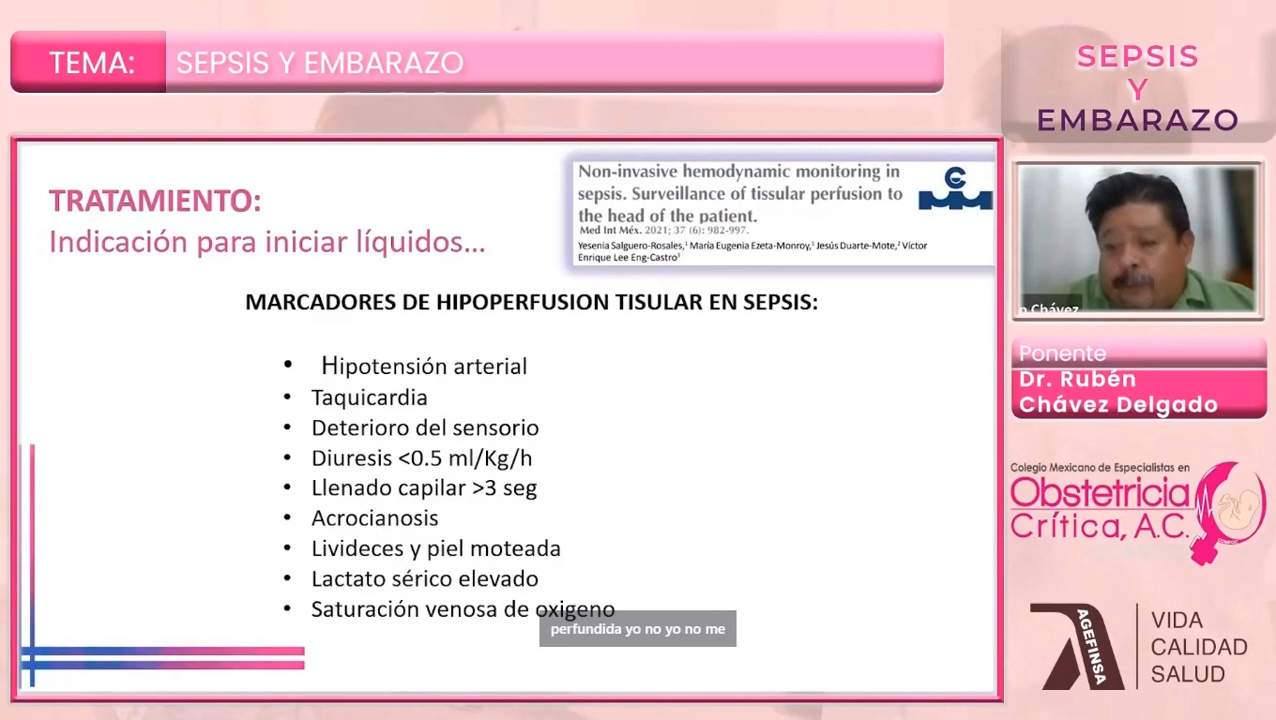 TEMA: SEPSIS Y EMBARAZO
SEPSIS
Y
EMBARAZO
TRATAMIENTO:
Indicación para iniciar líquidos...
Non-invasive hemodynamic monitoring in
sepsis. Surveillance of tissular perfusion to
the head of the patient.
Med Int Méx. 2021; 37 (6): 982-997.
Yesenia Salguero-Rosales,¹ María Eugenia Ezeta-Monroy,¹ Jesús Duarte-Mote,² Víctor
Enrique Lee Eng-Castro³
MARCADORES DE HIPOPERFUSION TISULAR EN SEPSIS:
• Hipotensión arterial
• Taquicardia
• Deterioro del sensorio
• Diuresis <0.5 ml/Kg/h
• Llenado capilar >3 seg
• Acrocianosis
• Livideces y piel moteada
• Lactato sérico elevado
• Saturación venosa de oxigeno
perfundida yo no yo no me
Chávez
Ponente
Dr. Rubén
Chávez Delgado
Colegio Mexicano de Especialistas en
Obstetricia
Crítica, A.C.
AGEFINSA
VIDA
CALIDAD
SALUD